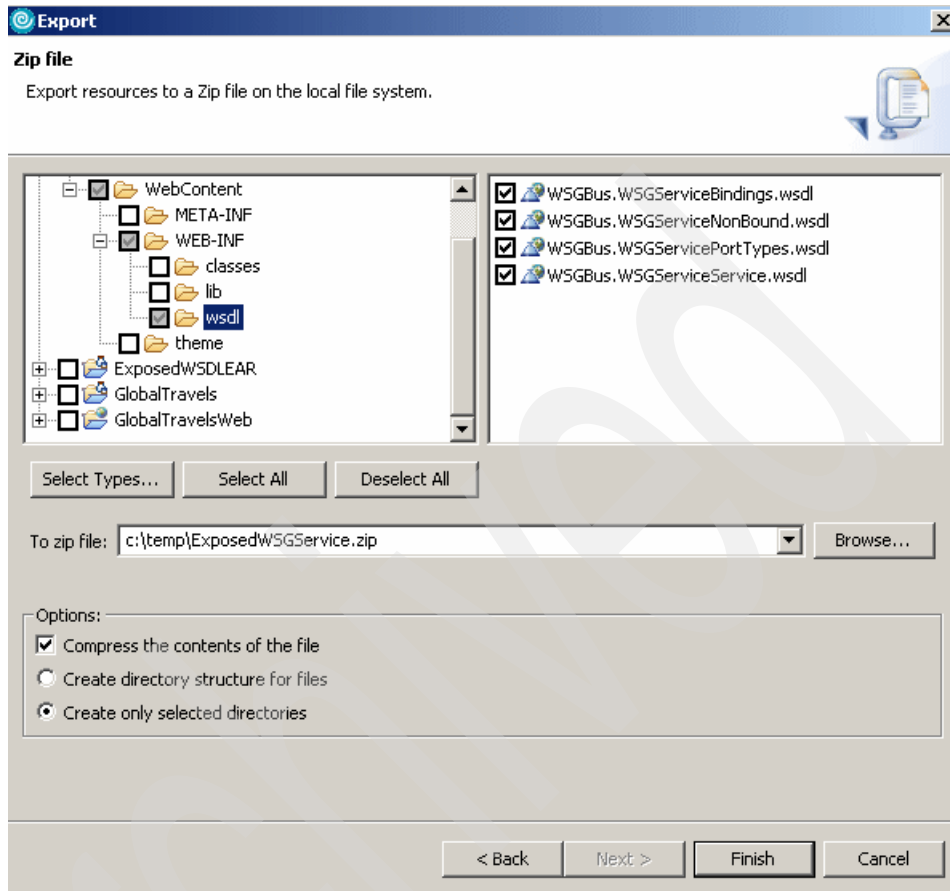 Export
Zip file
Export resources to a Zip file on the local file system.
WebContent
META-INF
WEB-INF
classes
lib
wsdl
theme
ExposedWSDLEAR
GlobalTravels
GlobalTravelsWeb
WSGBus.WSGServiceBindings.wsdl
WSGBus.WSGServiceNonBound.wsdl
WSGBus.WSGServicePortTypes.wsdl
WSGBus.WSGServiceService.wsdl
Select Types... Select All Deselect All
To zip file: c:\temp\ExposedWSGService.zip Browse...
Options:
Compress the contents of the file
Create directory structure for files
Create only selected directories
< Back Next > Finish Cancel